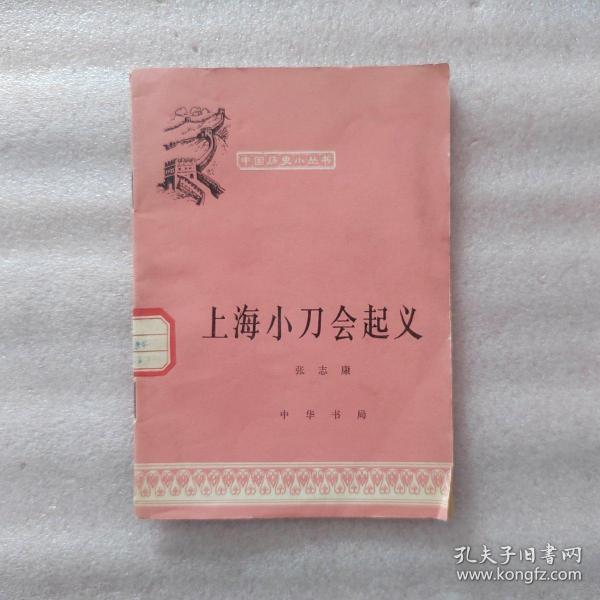 中国历史小丛书
上海小刀会起义
张志康
中华书局
孔夫子旧書网
www.kongfz.com